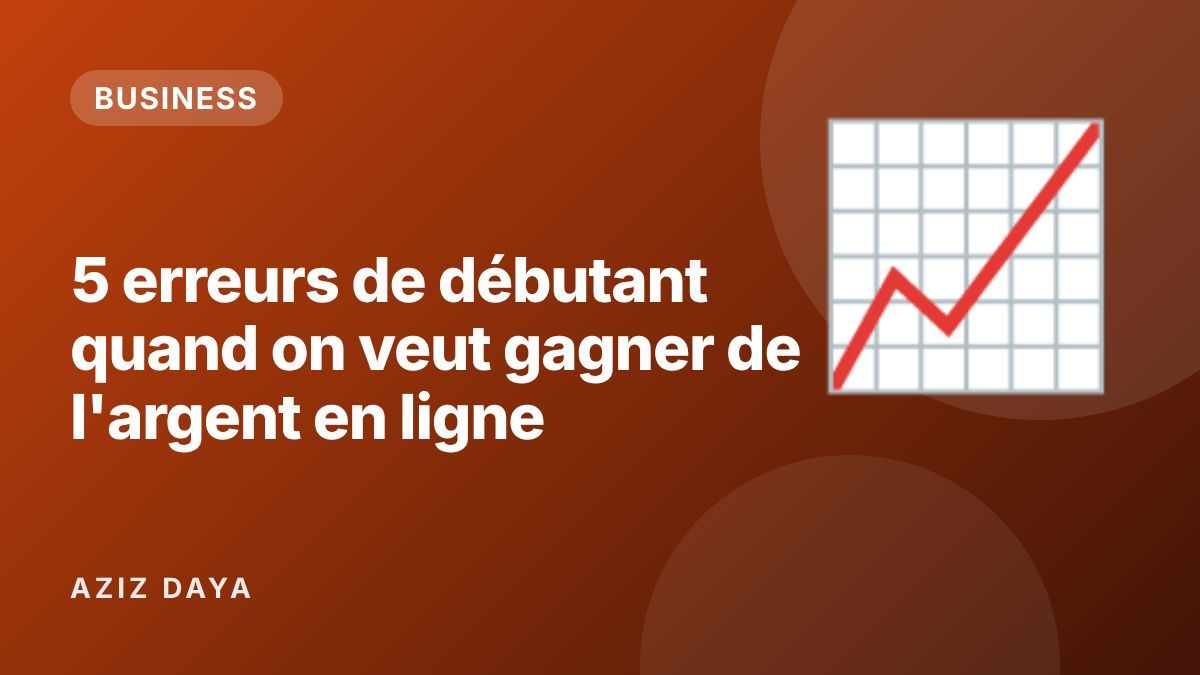 BUSINESS
5 erreurs de débutant
quand on veut gagner de
l'argent en ligne
AZIZ DAYA